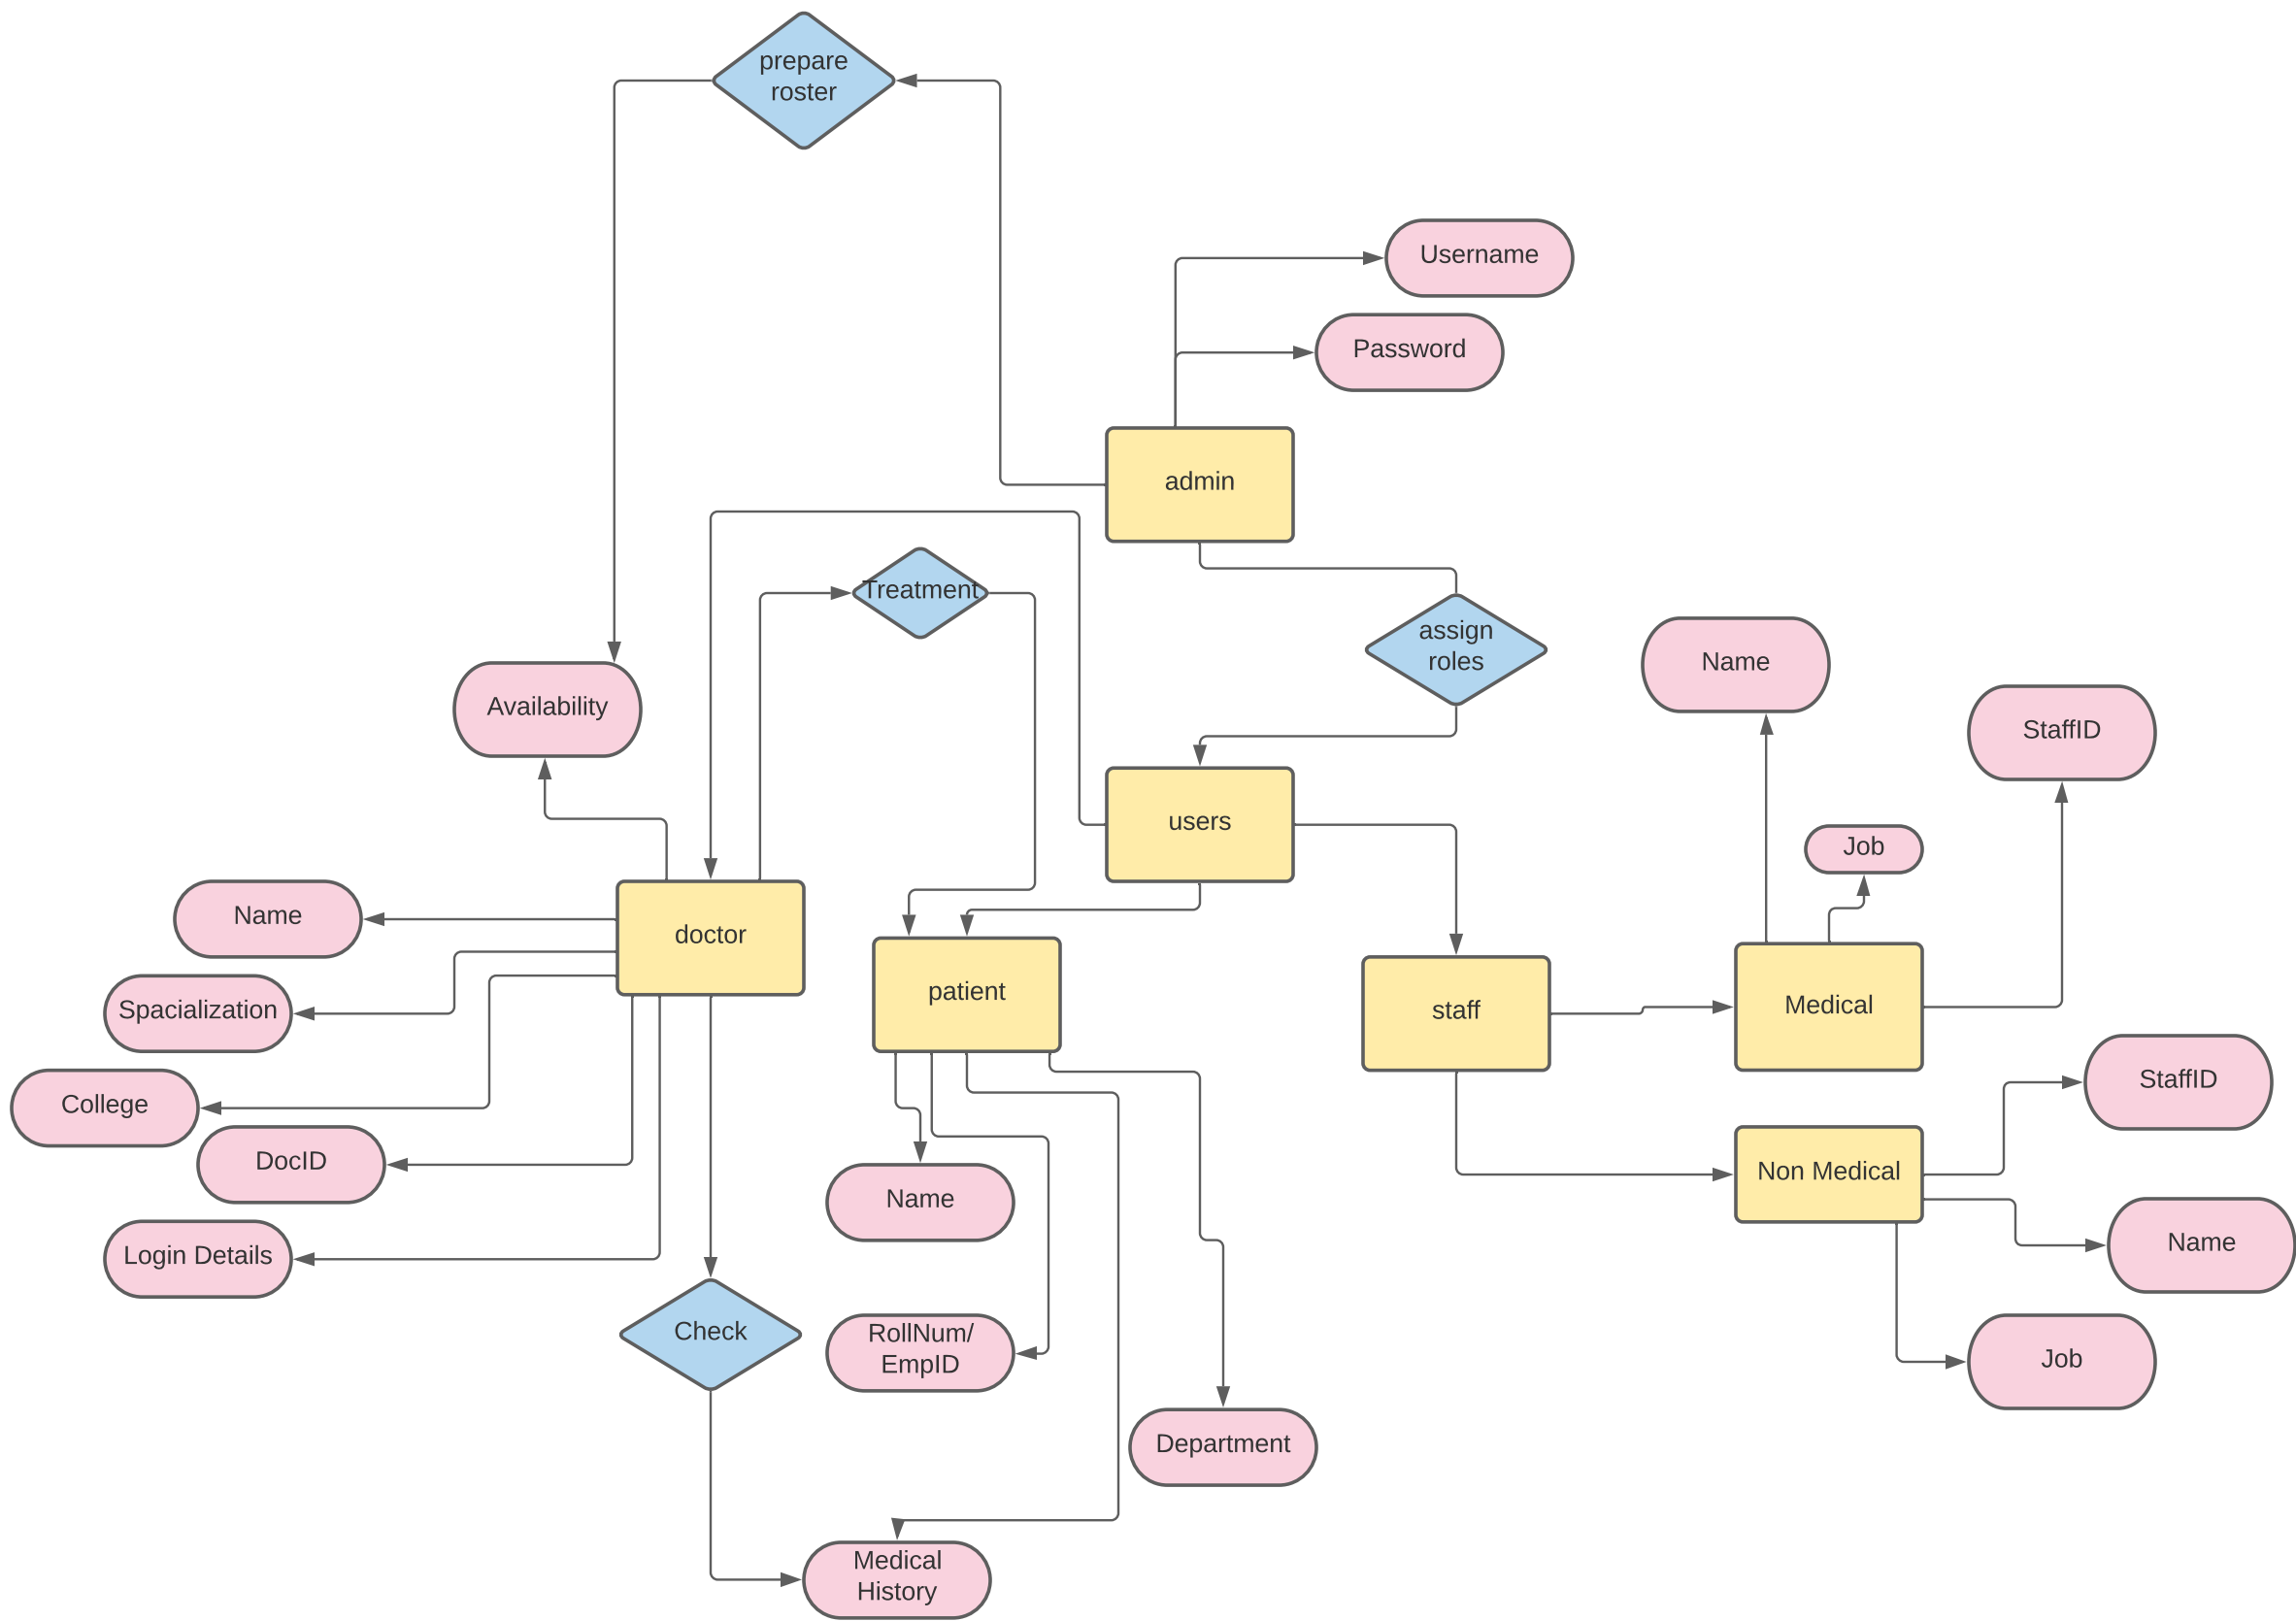 prepare
roster
Username
Password
admin
Treatment
assign
roles
Name
Availability
StaffID
users
Job
Name
doctor
patient
staff
Medical
Spacialization
College
StaffID
DocID
Non Medical
Name
Login Details
Name
Check
RollNum/
EmpID
Job
Department
Medical
History